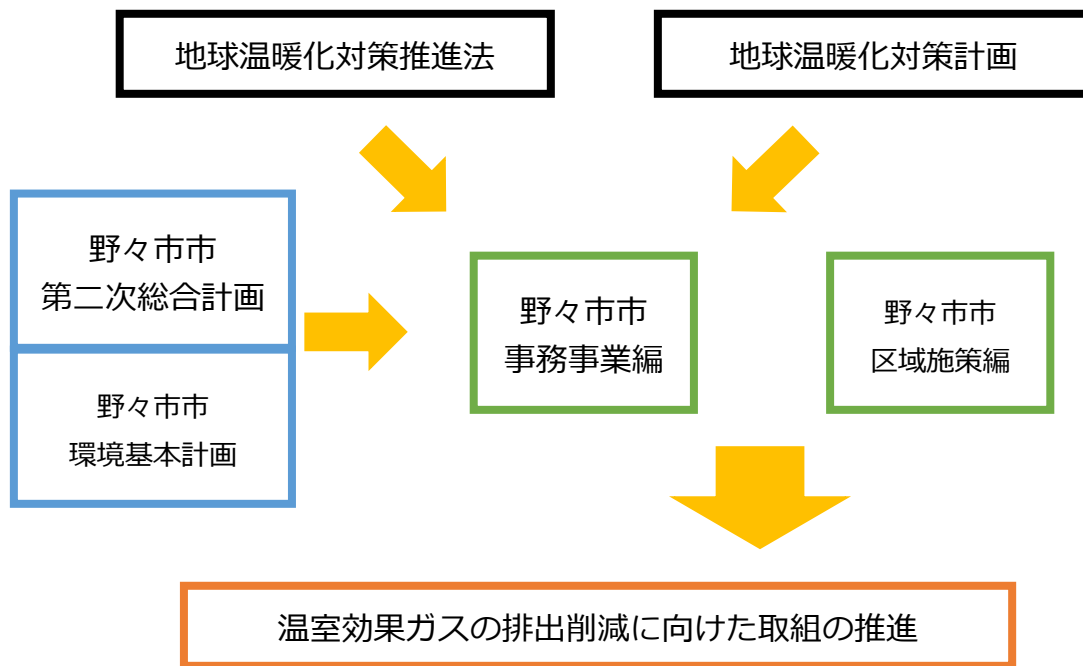 地球温暖化対策推進法
地球温暖化対策計画
野々市市
第二次総合計画
野々市市
環境基本計画
野々市市
事務事業編
野々市市
区域施策編
温室効果ガスの排出削減に向けた取組の推進